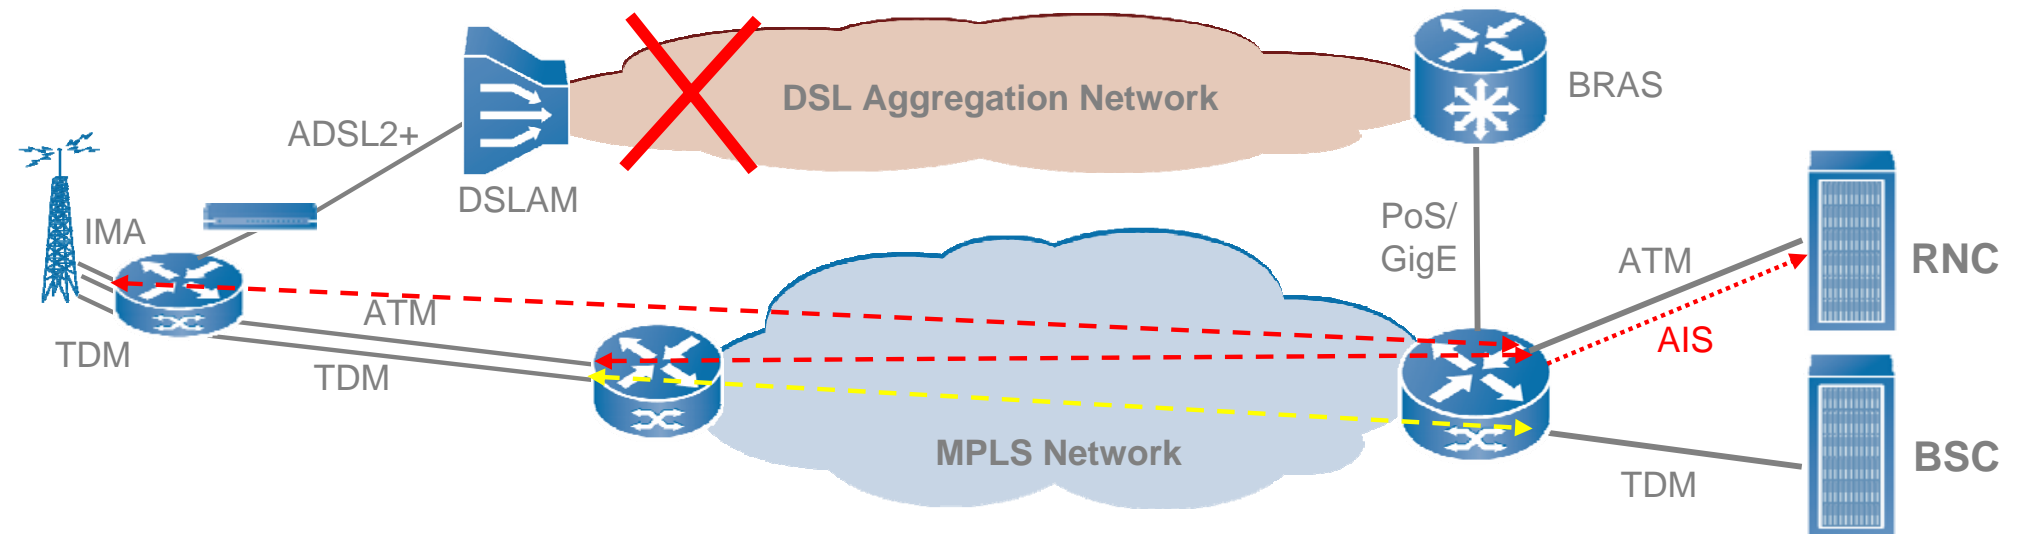 DSL Aggregation Network
BRAS
ADSL2+
DSLAM
IMA
PoS/
GigE
ATM
RNC
ATM
AIS
TDM
TDM
MPLS Network
TDM
BSC